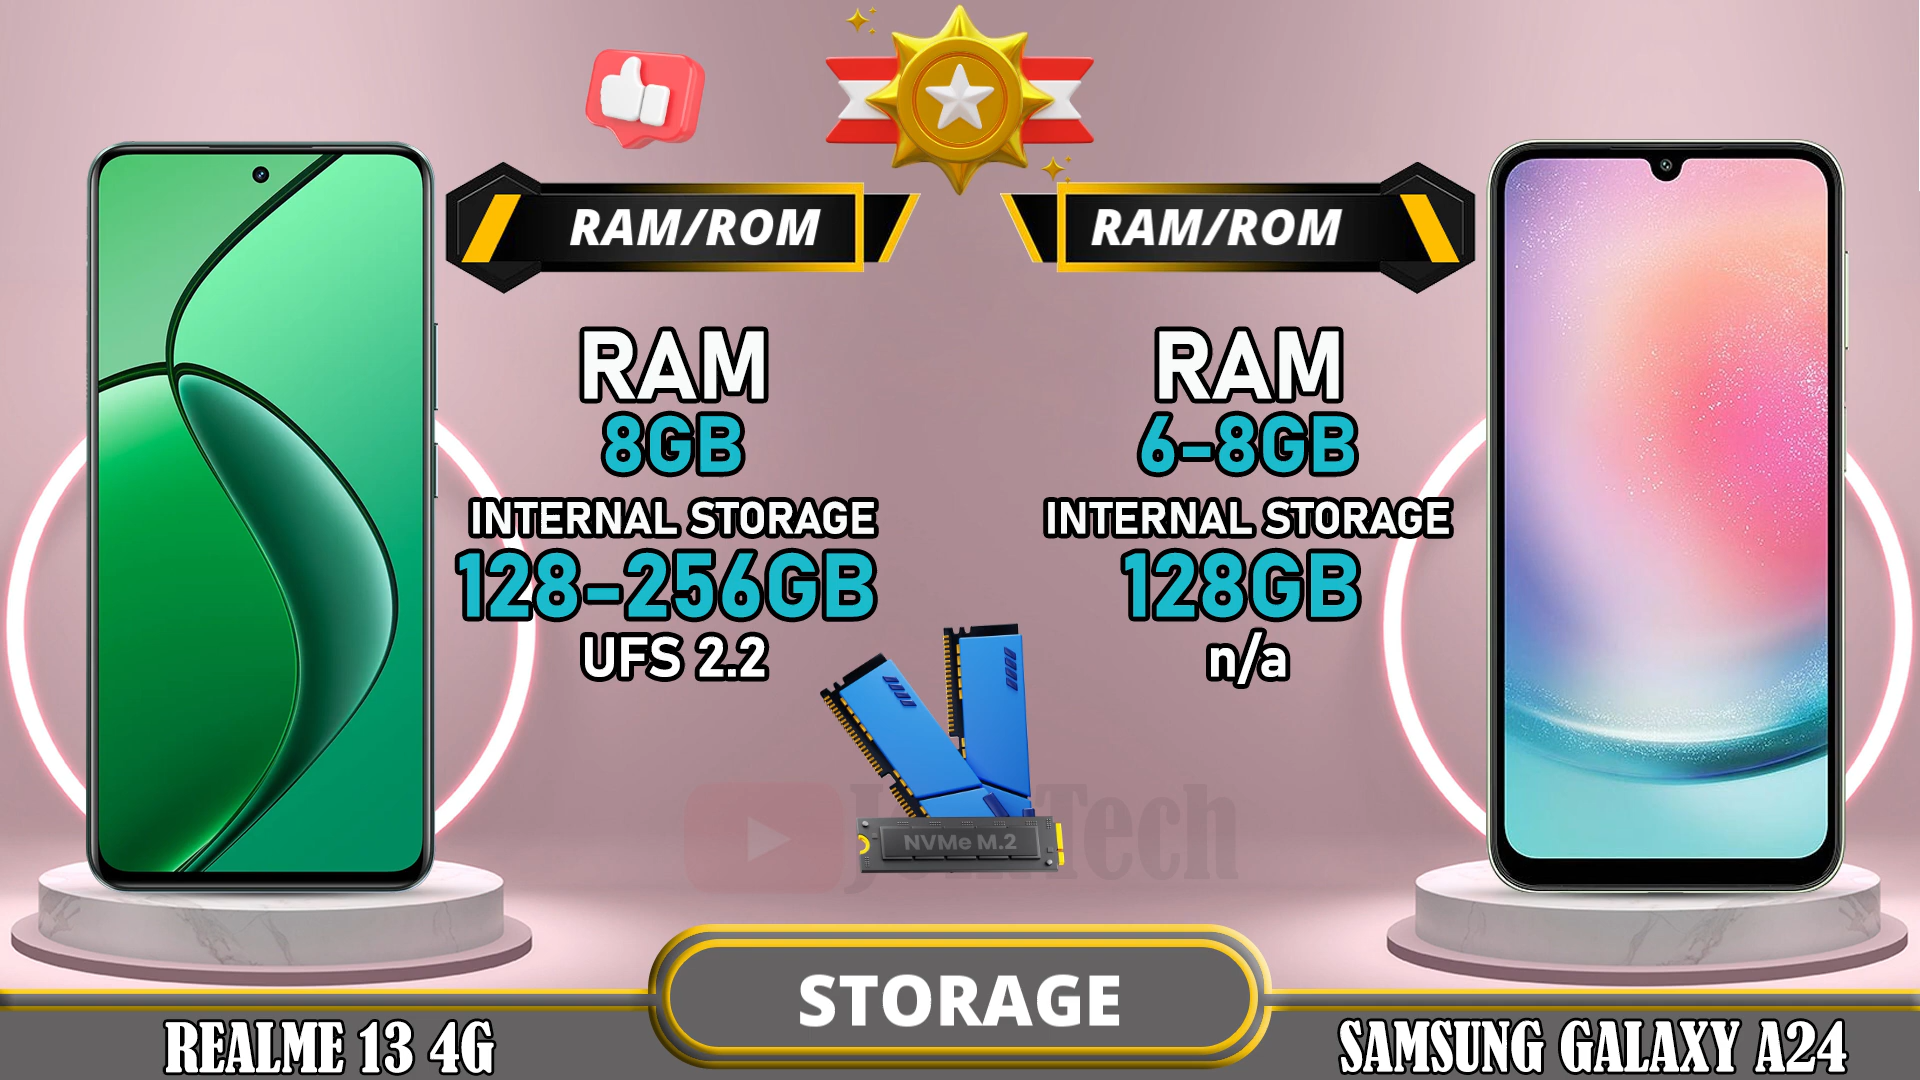 RAM/ROM
RAM/ROM
RAM
8GB
INTERNAL STORAGE
128-256GB
UFS 2.2
RAM
6-8GB
INTERNAL STORAGE
128GB
n/a
NVMe M.2
Tech
STORAGE
REALME 13 4G
SAMSUNG GALAXY A24